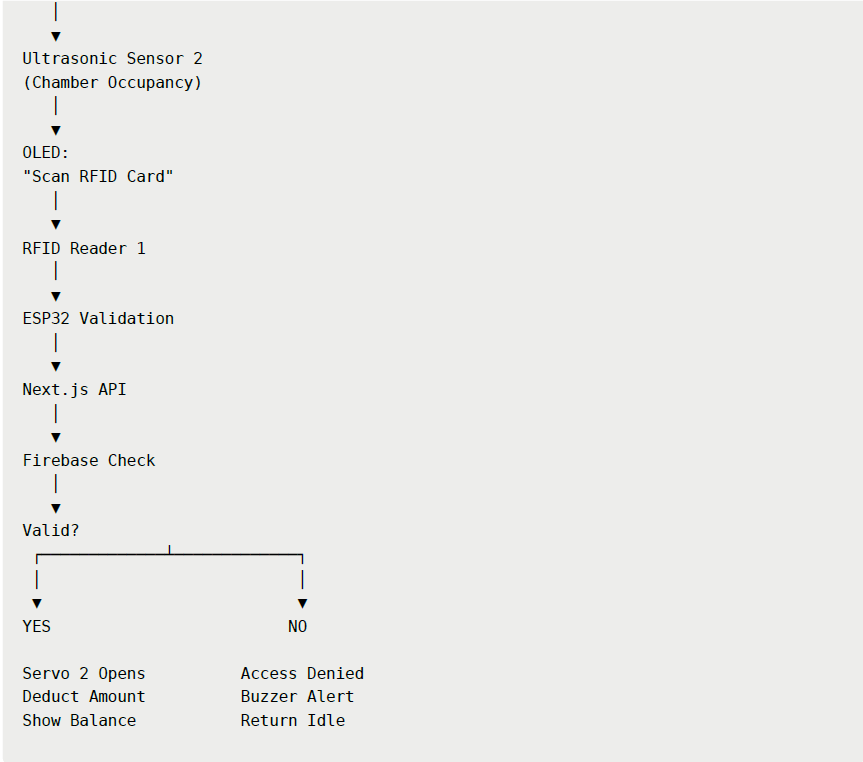 Ultrasonic Sensor 2
(Chamber Occupancy)
OLED:
"Scan RFID Card"
RFID Reader 1
ESP32 Validation
Next.js API
Firebase Check
Valid?
YES NO
Servo 2 Opens Access Denied
Deduct Amount Buzzer Alert
Show Balance Return Idle